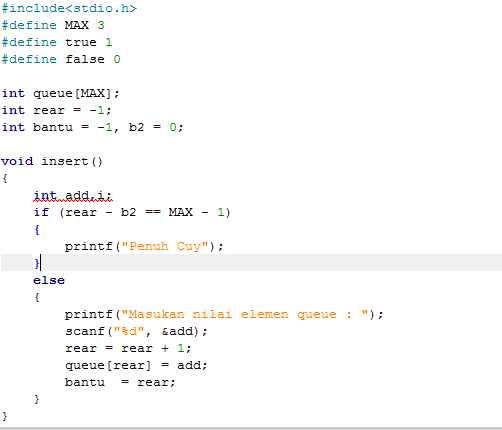 #include<stdio.h>
#define MAX 3
#define true 1
#define false 0
int queue[MAX];
int rear = -1;
int bantu = -1, b2 = 0;
void insert()
{
int add,i;
if (rear - b2 == MAX - 1)
{
printf("Penuh Cuy");
}
else
{
printf("Masukan nilai elemen queue : ");
scanf("%d", &add);
rear = rear + 1;
queue[rear] = add;
bantu  = rear;
}
}